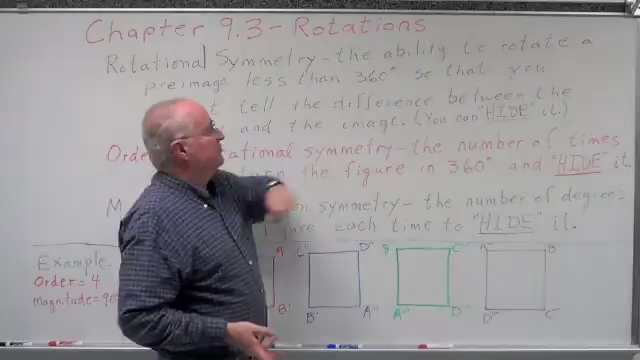 Chapter 9.3-Rotations
Rotational Symmetry-the ability to rotate a
preimage less than 360° so that you
t tell the difference between the
and the image. (You can "HIDE" it.)
Order tational symmetry-the number of times
n the figure in 360° and "HIDE" it.
M on symmetry-the number of degrees
ure each time to "HIDE" it.
Example.
Order=4
Magnitude=90
A
B'
C"
D"
B"
A"
B
C"
A"
D"
A"
B"
D"
C"